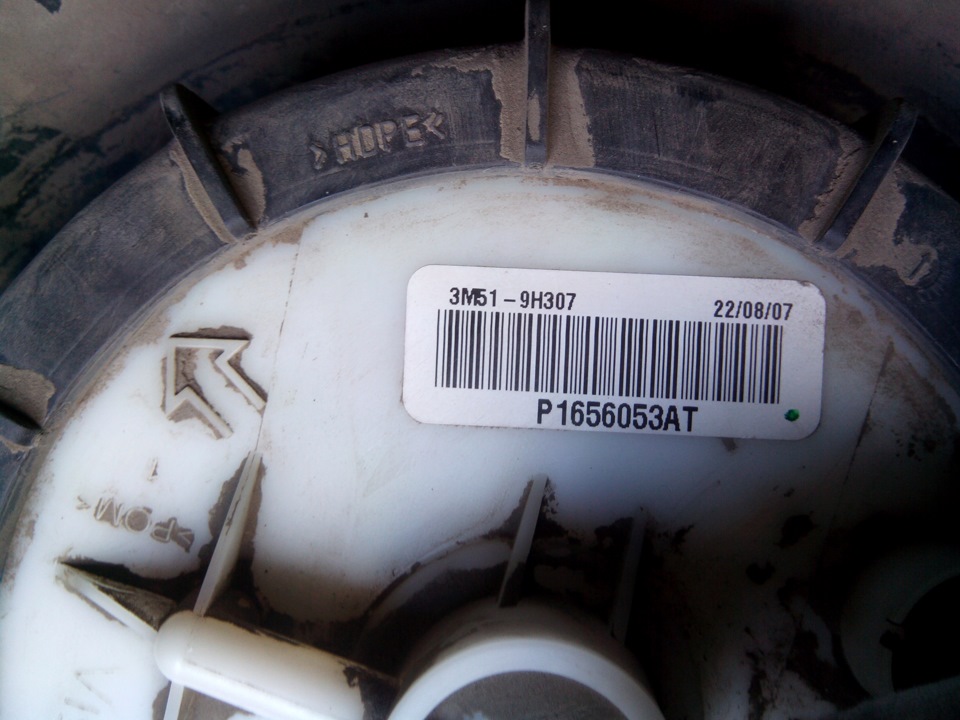 >HDPE<
3M51-9H307
22/08/07
P1656053AT
>POM<